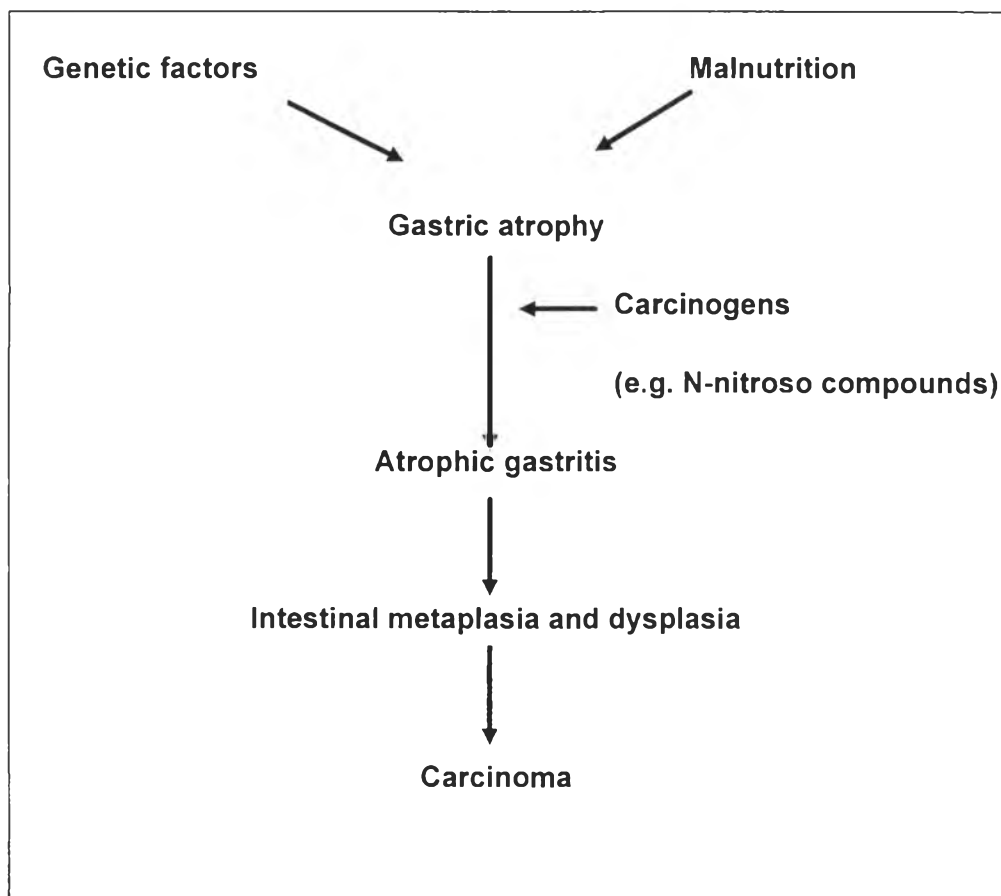 Genetic factors
Malnutrition
Gastric atrophy
Carcinogens
(e.g. N-nitroso compounds)
Atrophic gastritis
Intestinal metaplasia and dysplasia
Carcinoma